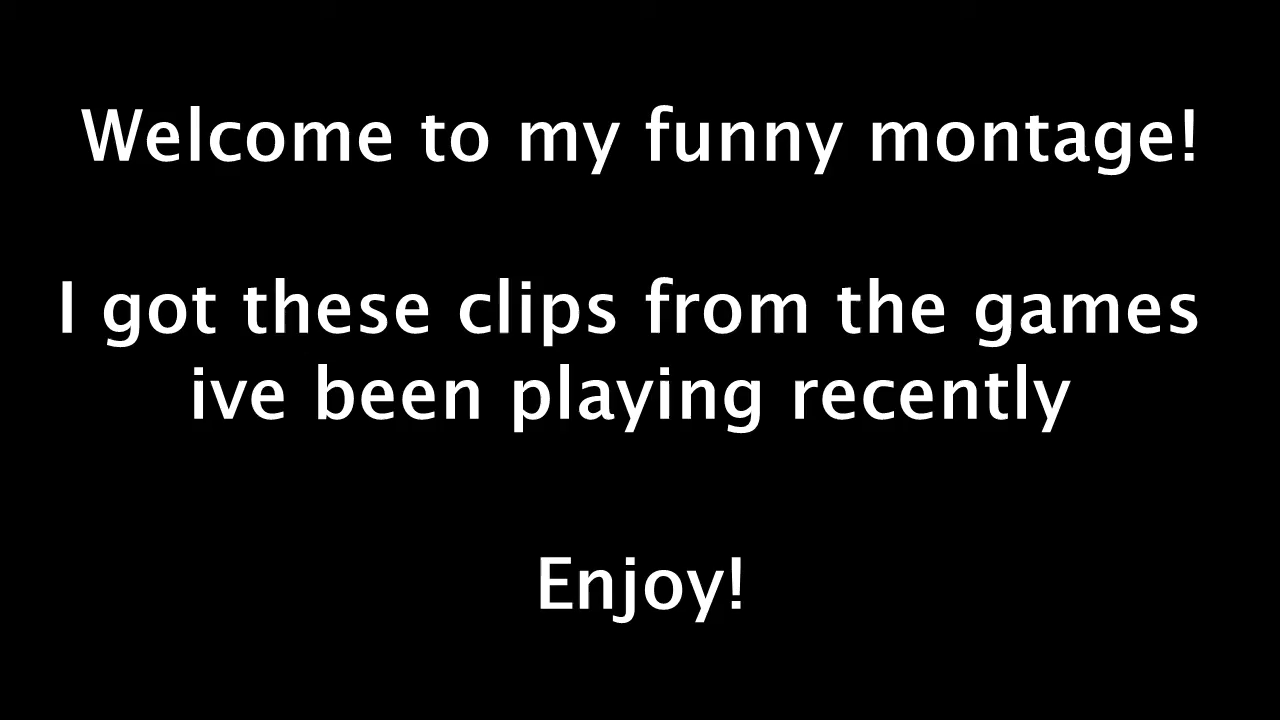 Welcome to my funny montage!
I got these clips from the games
ive been playing recently
Enjoy!